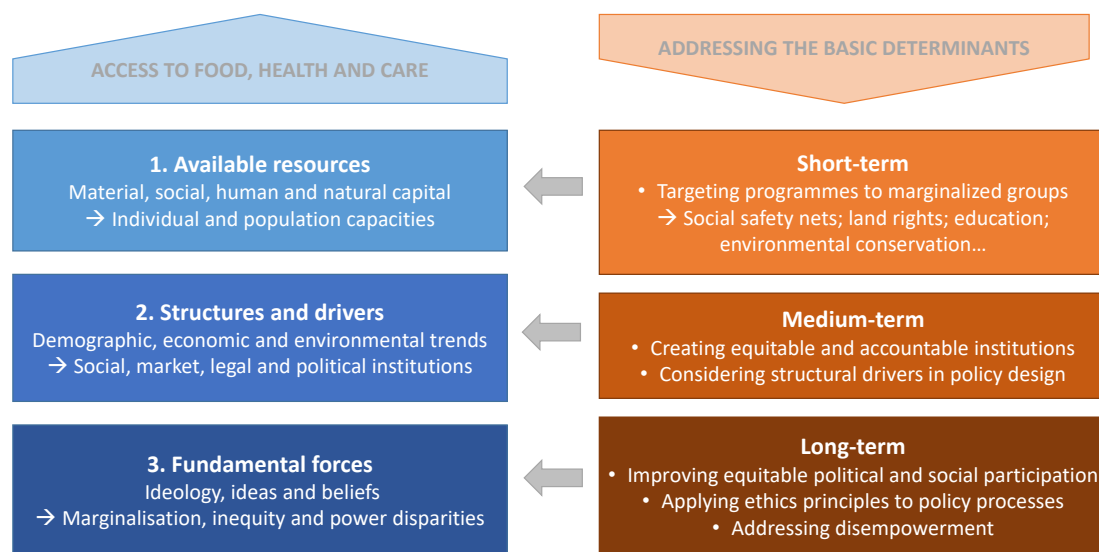 ACCESS TO FOOD, HEALTH AND CARE
ADDRESSING THE BASIC DETERMINANTS
1. Available resources
Material, social, human and natural capital
→ Individual and population capacities
Short-term
• Targeting programmes to marginalized groups
→ Social safety nets; land rights; education;
environmental conservation…
2. Structures and drivers
Demographic, economic and environmental trends
→ Social, market, legal and political institutions
Medium-term
• Creating equitable and accountable institutions
• Considering structural drivers in policy design
3. Fundamental forces
Ideology, ideas and beliefs
→ Marginalisation, inequity and power disparities
Long-term
• Improving equitable political and social participation
• Applying ethics principles to policy processes
• Addressing disempowerment